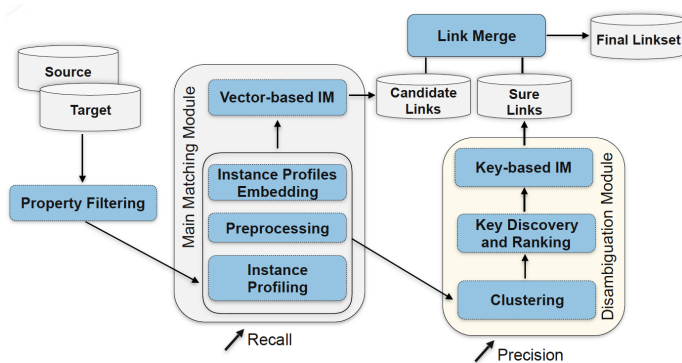 Source
Target
Property Filtering
Main Matching Module
Vector-based IM
Instance Profiles
Embedding
Preprocessing
Instance
Profiling
Recall
Link Merge
Final Linkset
Candidate
Links
Sure
Links
Disambiguation Module
Key-based IM
Key Discovery
and Ranking
Clustering
Precision